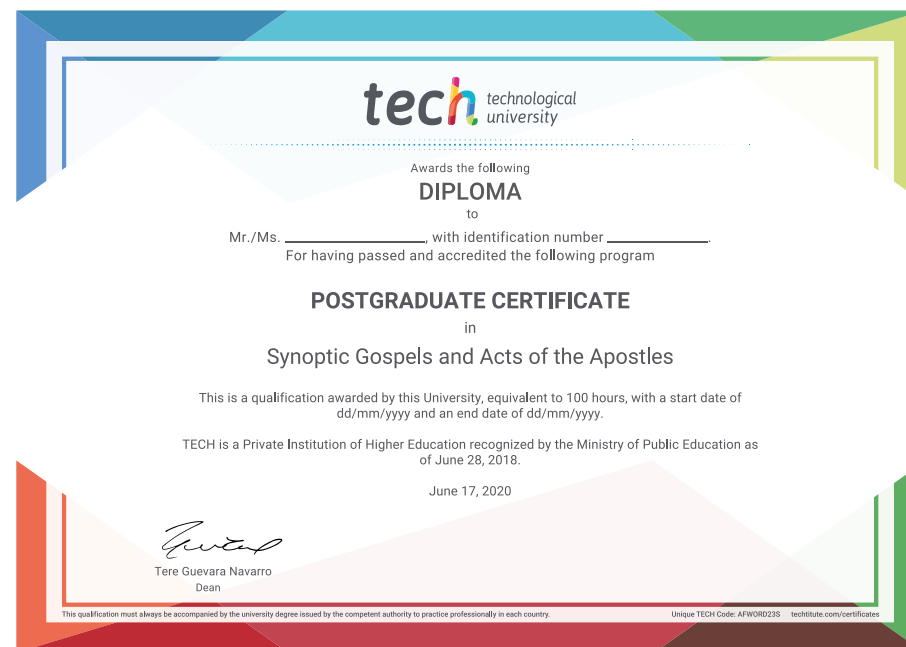 tech technological
university
Awards the following
DIPLOMA
to
Mr./Ms. ____________________, with identification number ______________.
For having passed and accredited the following program
POSTGRADUATE CERTIFICATE
in
Synoptic Gospels and Acts of the Apostles
This is a qualification awarded by this University, equivalent to 100 hours, with a start date of
dd/mm/yyyy and an end date of dd/mm/yyyy.
TECH is a Private Institution of Higher Education recognized by the Ministry of Public Education as
of June 28, 2018.
June 17, 2020
Tere Guevara Navarro
Dean
This qualification must always be accompanied by the university degree issued by the competent authority to practice professionally in each country. Unique TECH Code: AFWORD23S techtitute.com/certificates